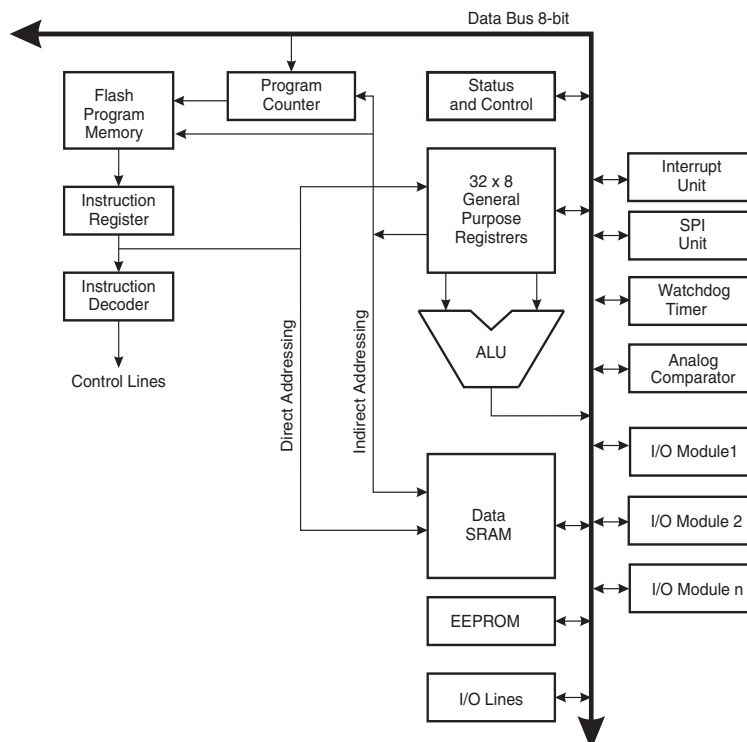 Data Bus 8-bit
Flash
Program
Memory
Program
Counter
Status
and Control
Interrupt
Unit
32 x 8
General
Purpose
Registrers
Instruction
Register
SPI
Unit
Instruction
Decoder
Watchdog
Timer
Direct Addressing
Indirect Addressing
ALU
Analog
Comparator
Control Lines
I/O Module1
Data
SRAM
I/O Module 2
I/O Module n
EEPROM
I/O Lines